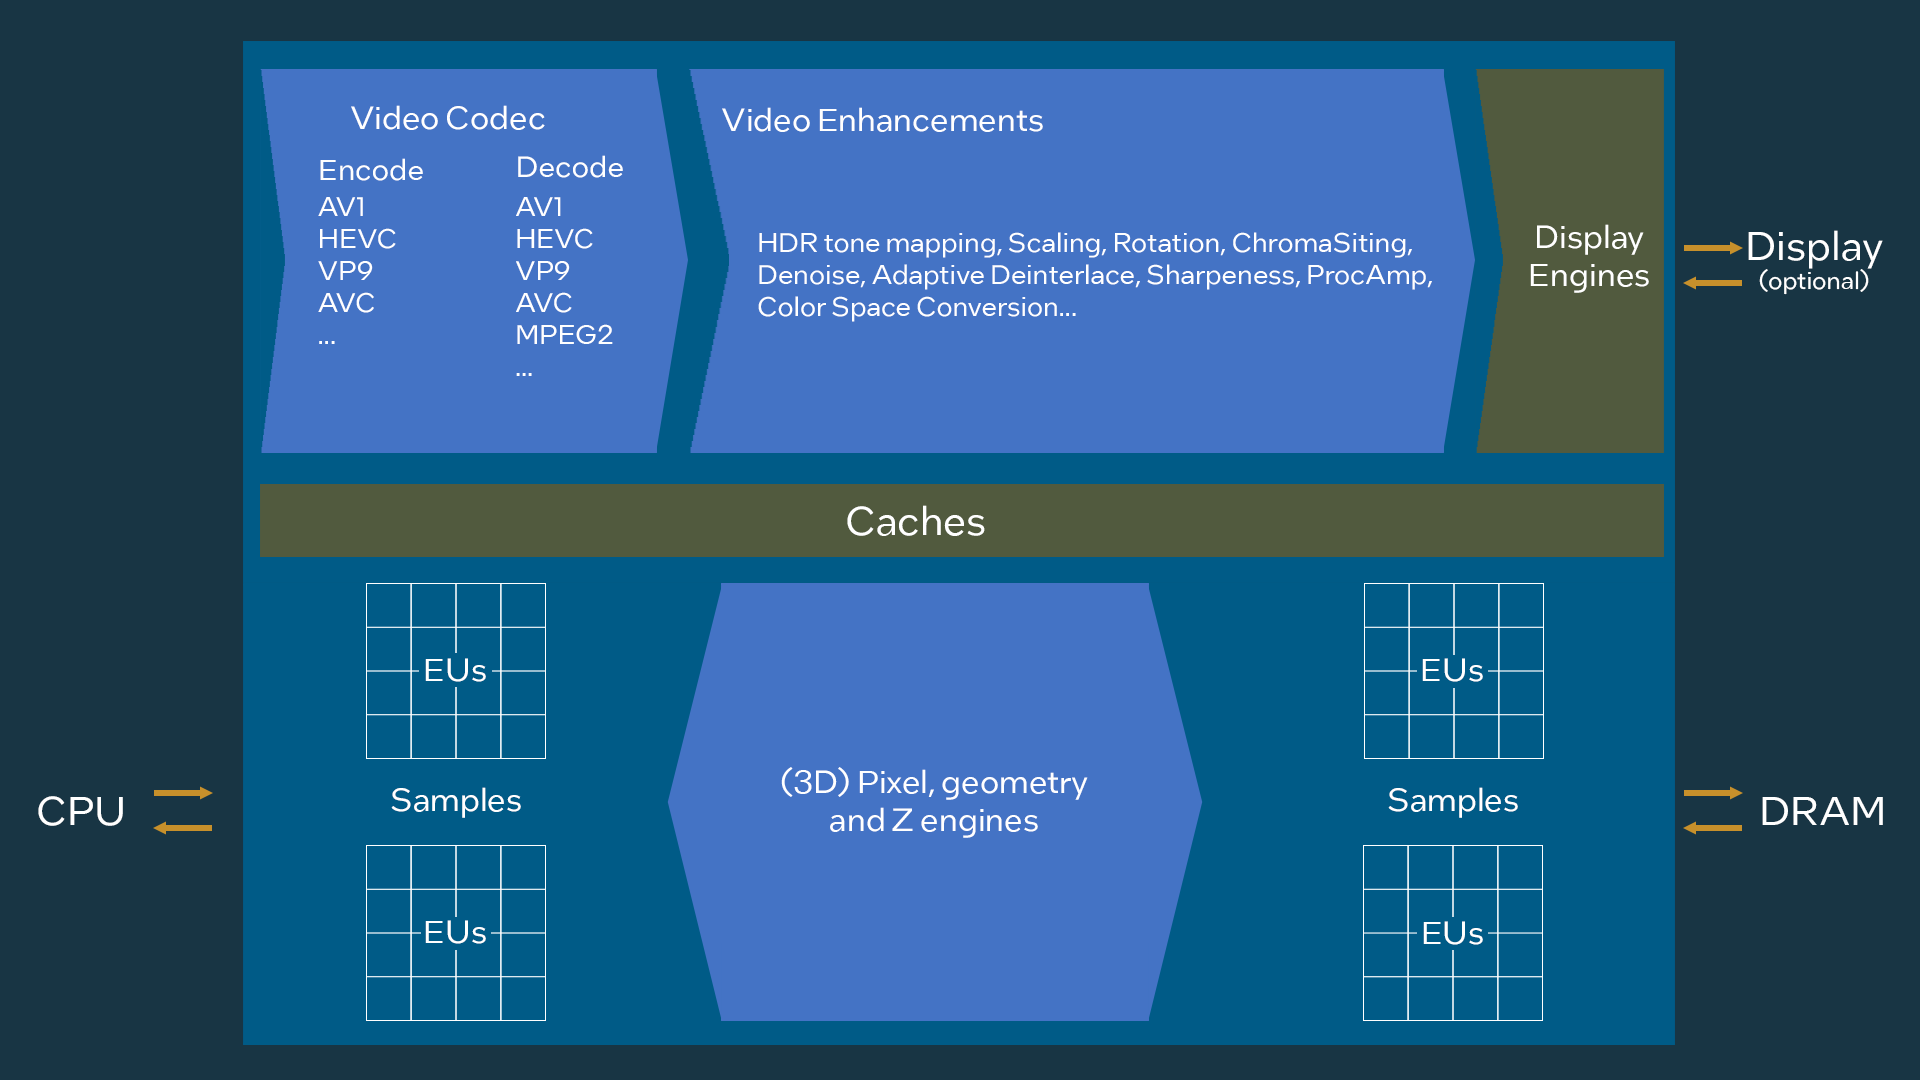 Video Codec
Encode
AV1
HEVC
VP9
AVC
...
Decode
AV1
HEVC
VP9
AVC
MPEG2
...
Video Enhancements
HDR tone mapping, Scaling, Rotation, ChromaSiting,
Denoise, Adaptive Deinterlace, Sharpeness, ProcAmp,
Color Space Conversion...
Display
Engines
Display
(optional)
Caches
EUs
Samples
EUs
(3D) Pixel, geometry
and Z engines
EUs
Samples
EUs
CPU
DRAM